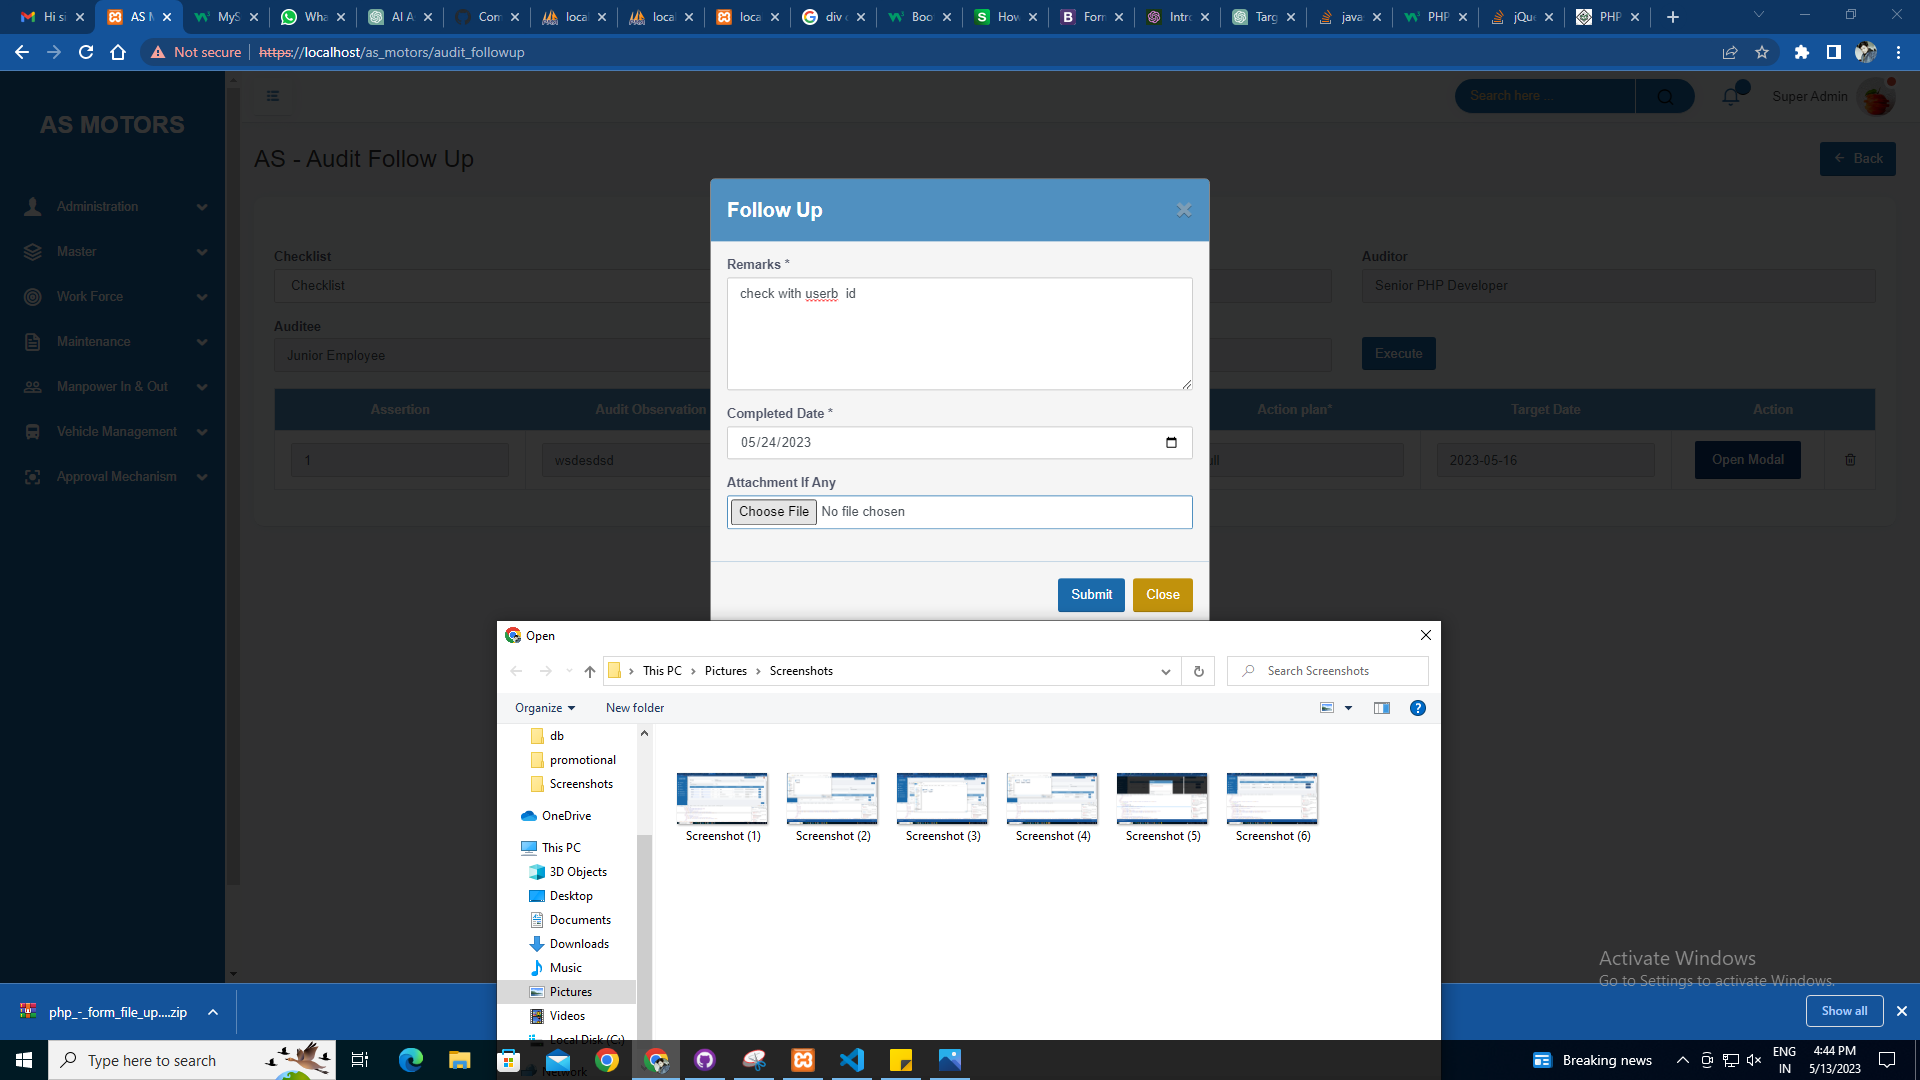 Hi si
AS M
MyS
Wha
AI A
Com
local
local
loca
div c
Boo
How
Form
Intro
Targ
java
PHP
jQue
PHP
Not secure
https://localhost/as_motors/audit_followup
AS MOTORS
Search here ...
Super Admin
AS - Audit Follow Up
Back
Administration
Master
Work Force
Maintenance
Manpower In & Out
Vehicle Management
Approval Mechanism
Checklist
Checklist
Auditor
Senior PHP Developer
Auditee
Junior Employee
Execute
Assertion
Audit Observation
Action plan*
Target Date
Action
1
wsdesdsd
ll
2023-05-16
Open Modal
Follow Up
Remarks *
check with userb id
Completed Date *
05/24/2023
Attachment If Any
Choose File
No file chosen
Submit
Close
Open
This PC
Pictures
Screenshots
Search Screenshots
Organize
New folder
db
promotional
Screenshots
OneDrive
This PC
3D Objects
Desktop
Documents
Downloads
Music
Pictures
Videos
Local Disk (C:)
Network
Screenshot (1)
Screenshot (2)
Screenshot (3)
Screenshot (4)
Screenshot (5)
Screenshot (6)
Activate Windows
Go to Settings to activate Windows.
php_-_form_file_up....zip
Show all
Type here to search
Breaking news
ENG
IN
4:44 PM
5/13/2023